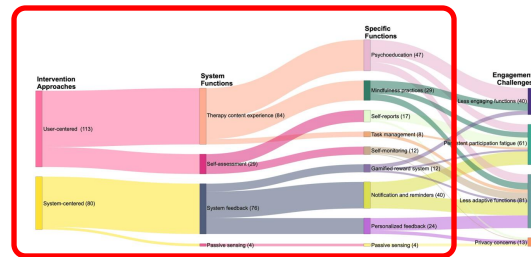 Intervention
Approaches
User-centered (113)
System-centered (80)
System
Functions
Therapy content experience (84)
Self-assessment (29)
System feedback (76)
Passive sensing (4)
Specific
Functions
Psychoeducation (47)
Mindfulness practices (29)
Self-reports (17)
Task management (8)
Self-monitoring (12)
Gamified reward system (12)
Notification and reminders (40)
Personalized feedback (24)
Passive sensing (4)
Engagement
Challenges
Less engaging functions (40)
participation fatigue (61)
Less adaptive functions (81)
Privacy concerns (13)